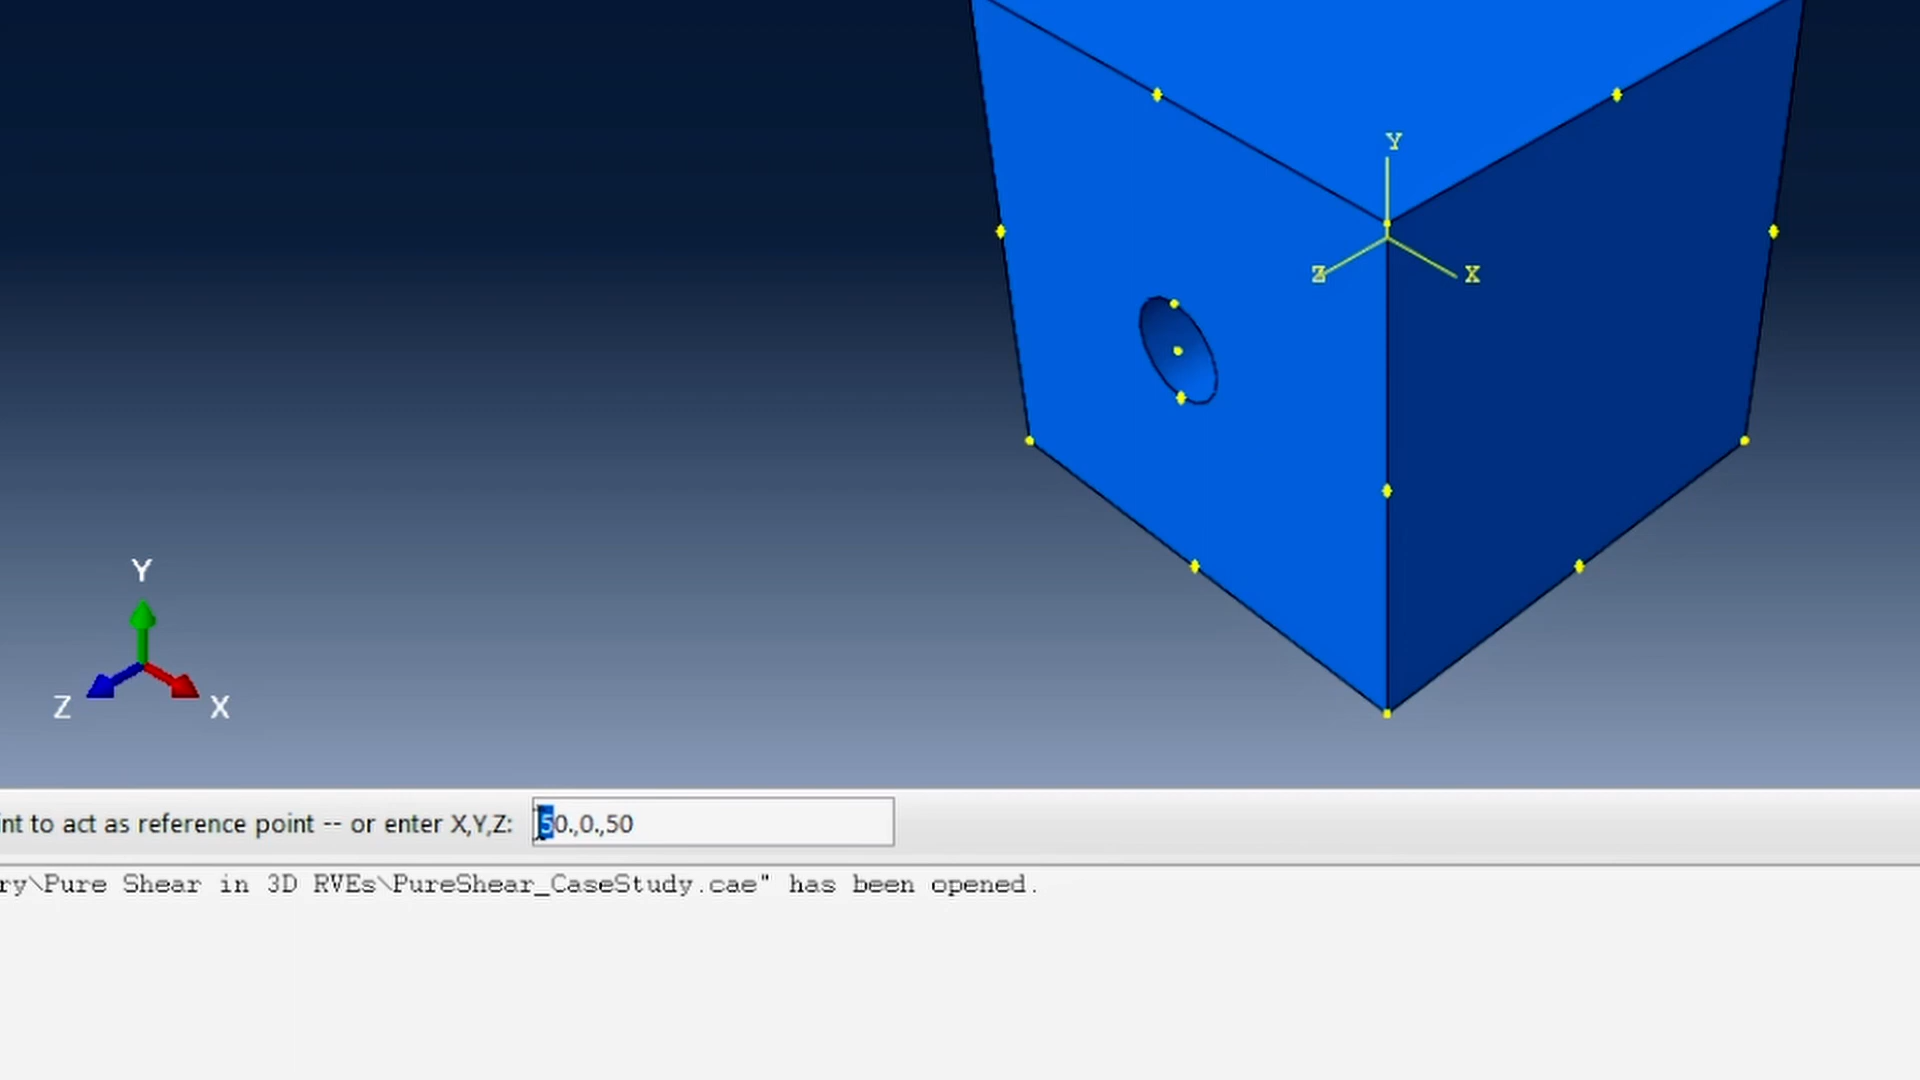 Y
Z X
Y
Z X
nt to act as reference point -- or enter X,Y,Z: 50.,0.,50
ry\Pure Shear in 3D RVEs\PureShear_CaseStudy.cae" has been opened.